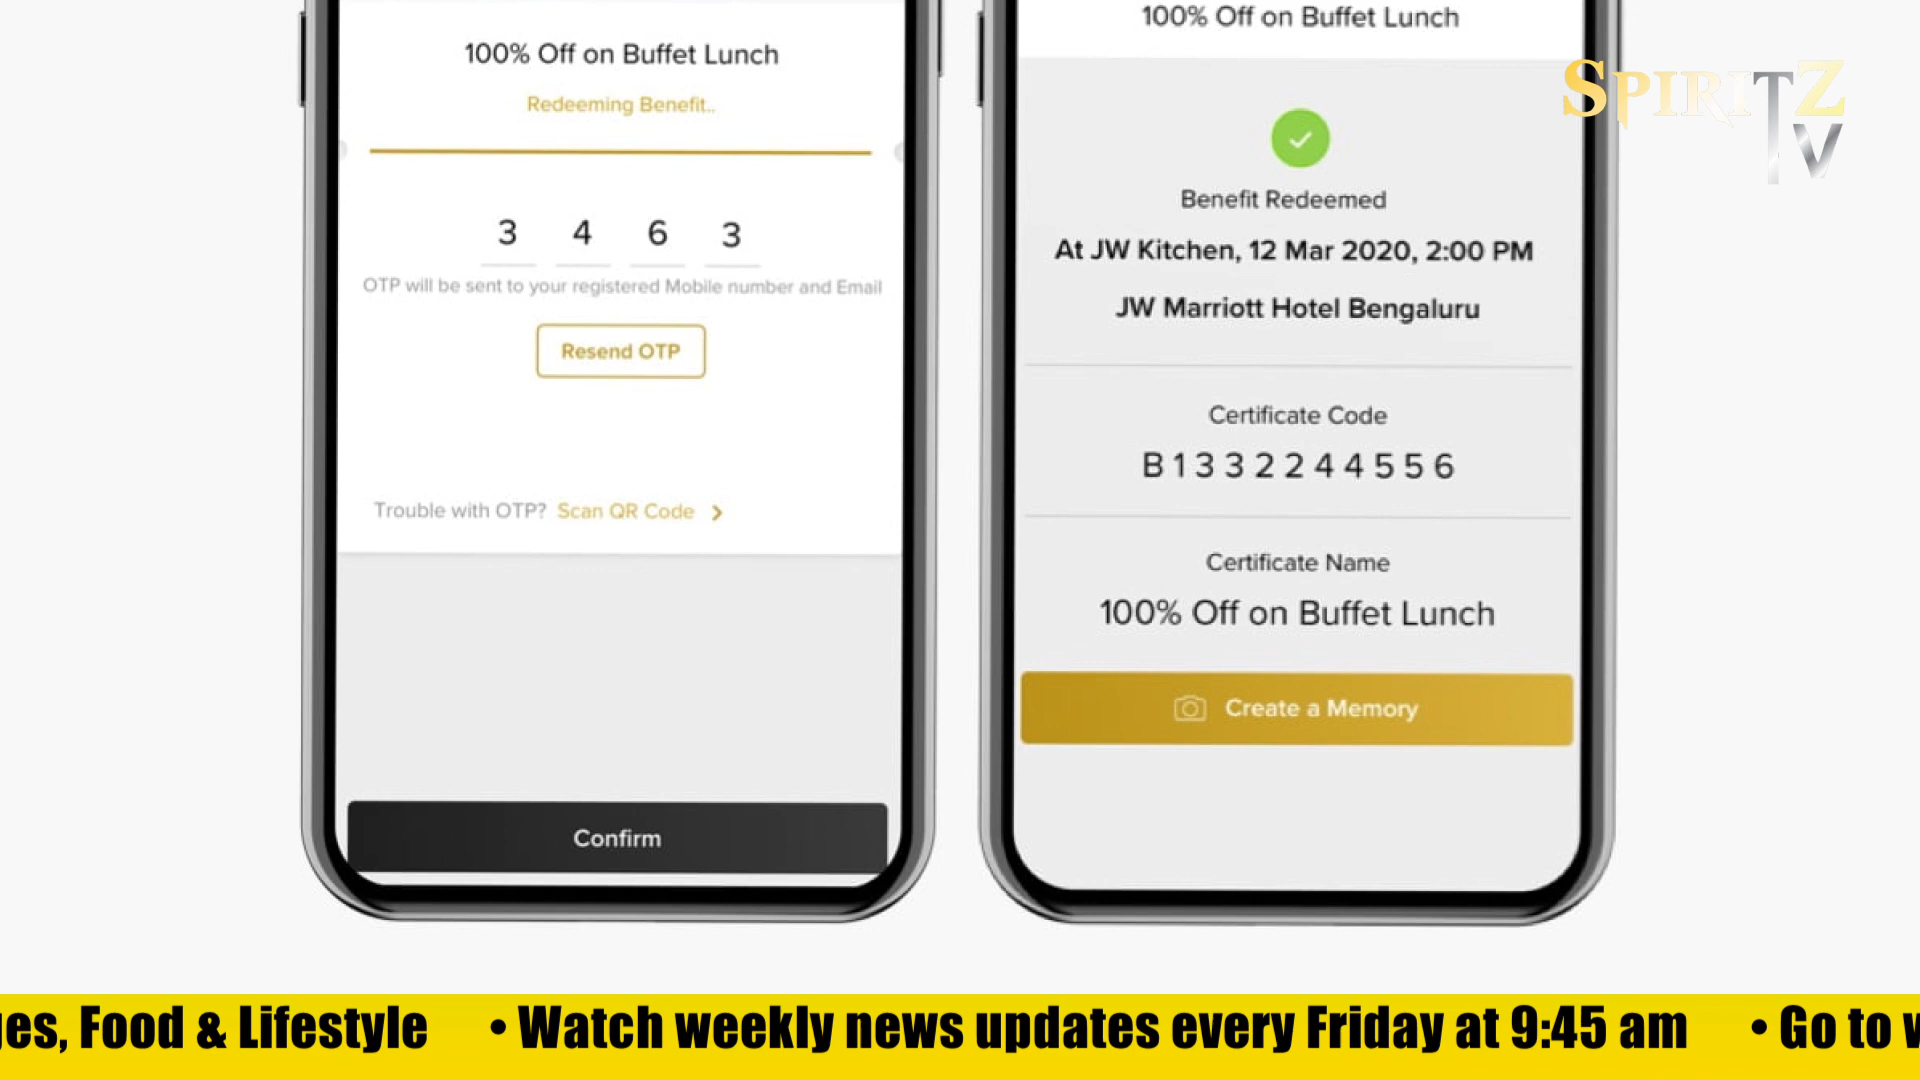 100% Off on Buffet Lunch
Redeeming Benefit..
3 4 6 3
OTP will be sent to your registered Mobile number and Email
Resend OTP
Trouble with OTP? Scan QR Code
Confirm
100% Off on Buffet Lunch
Benefit Redeemed
At JW Kitchen, 12 Mar 2020, 2:00 PM
JW Marriott Hotel Bengaluru
Certificate Code
B1332244556
Certificate Name
100% Off on Buffet Lunch
Create a Memory
SPIRITZ
TV
Food & Lifestyle • Watch weekly news updates every Friday at 9:45 am • Go to